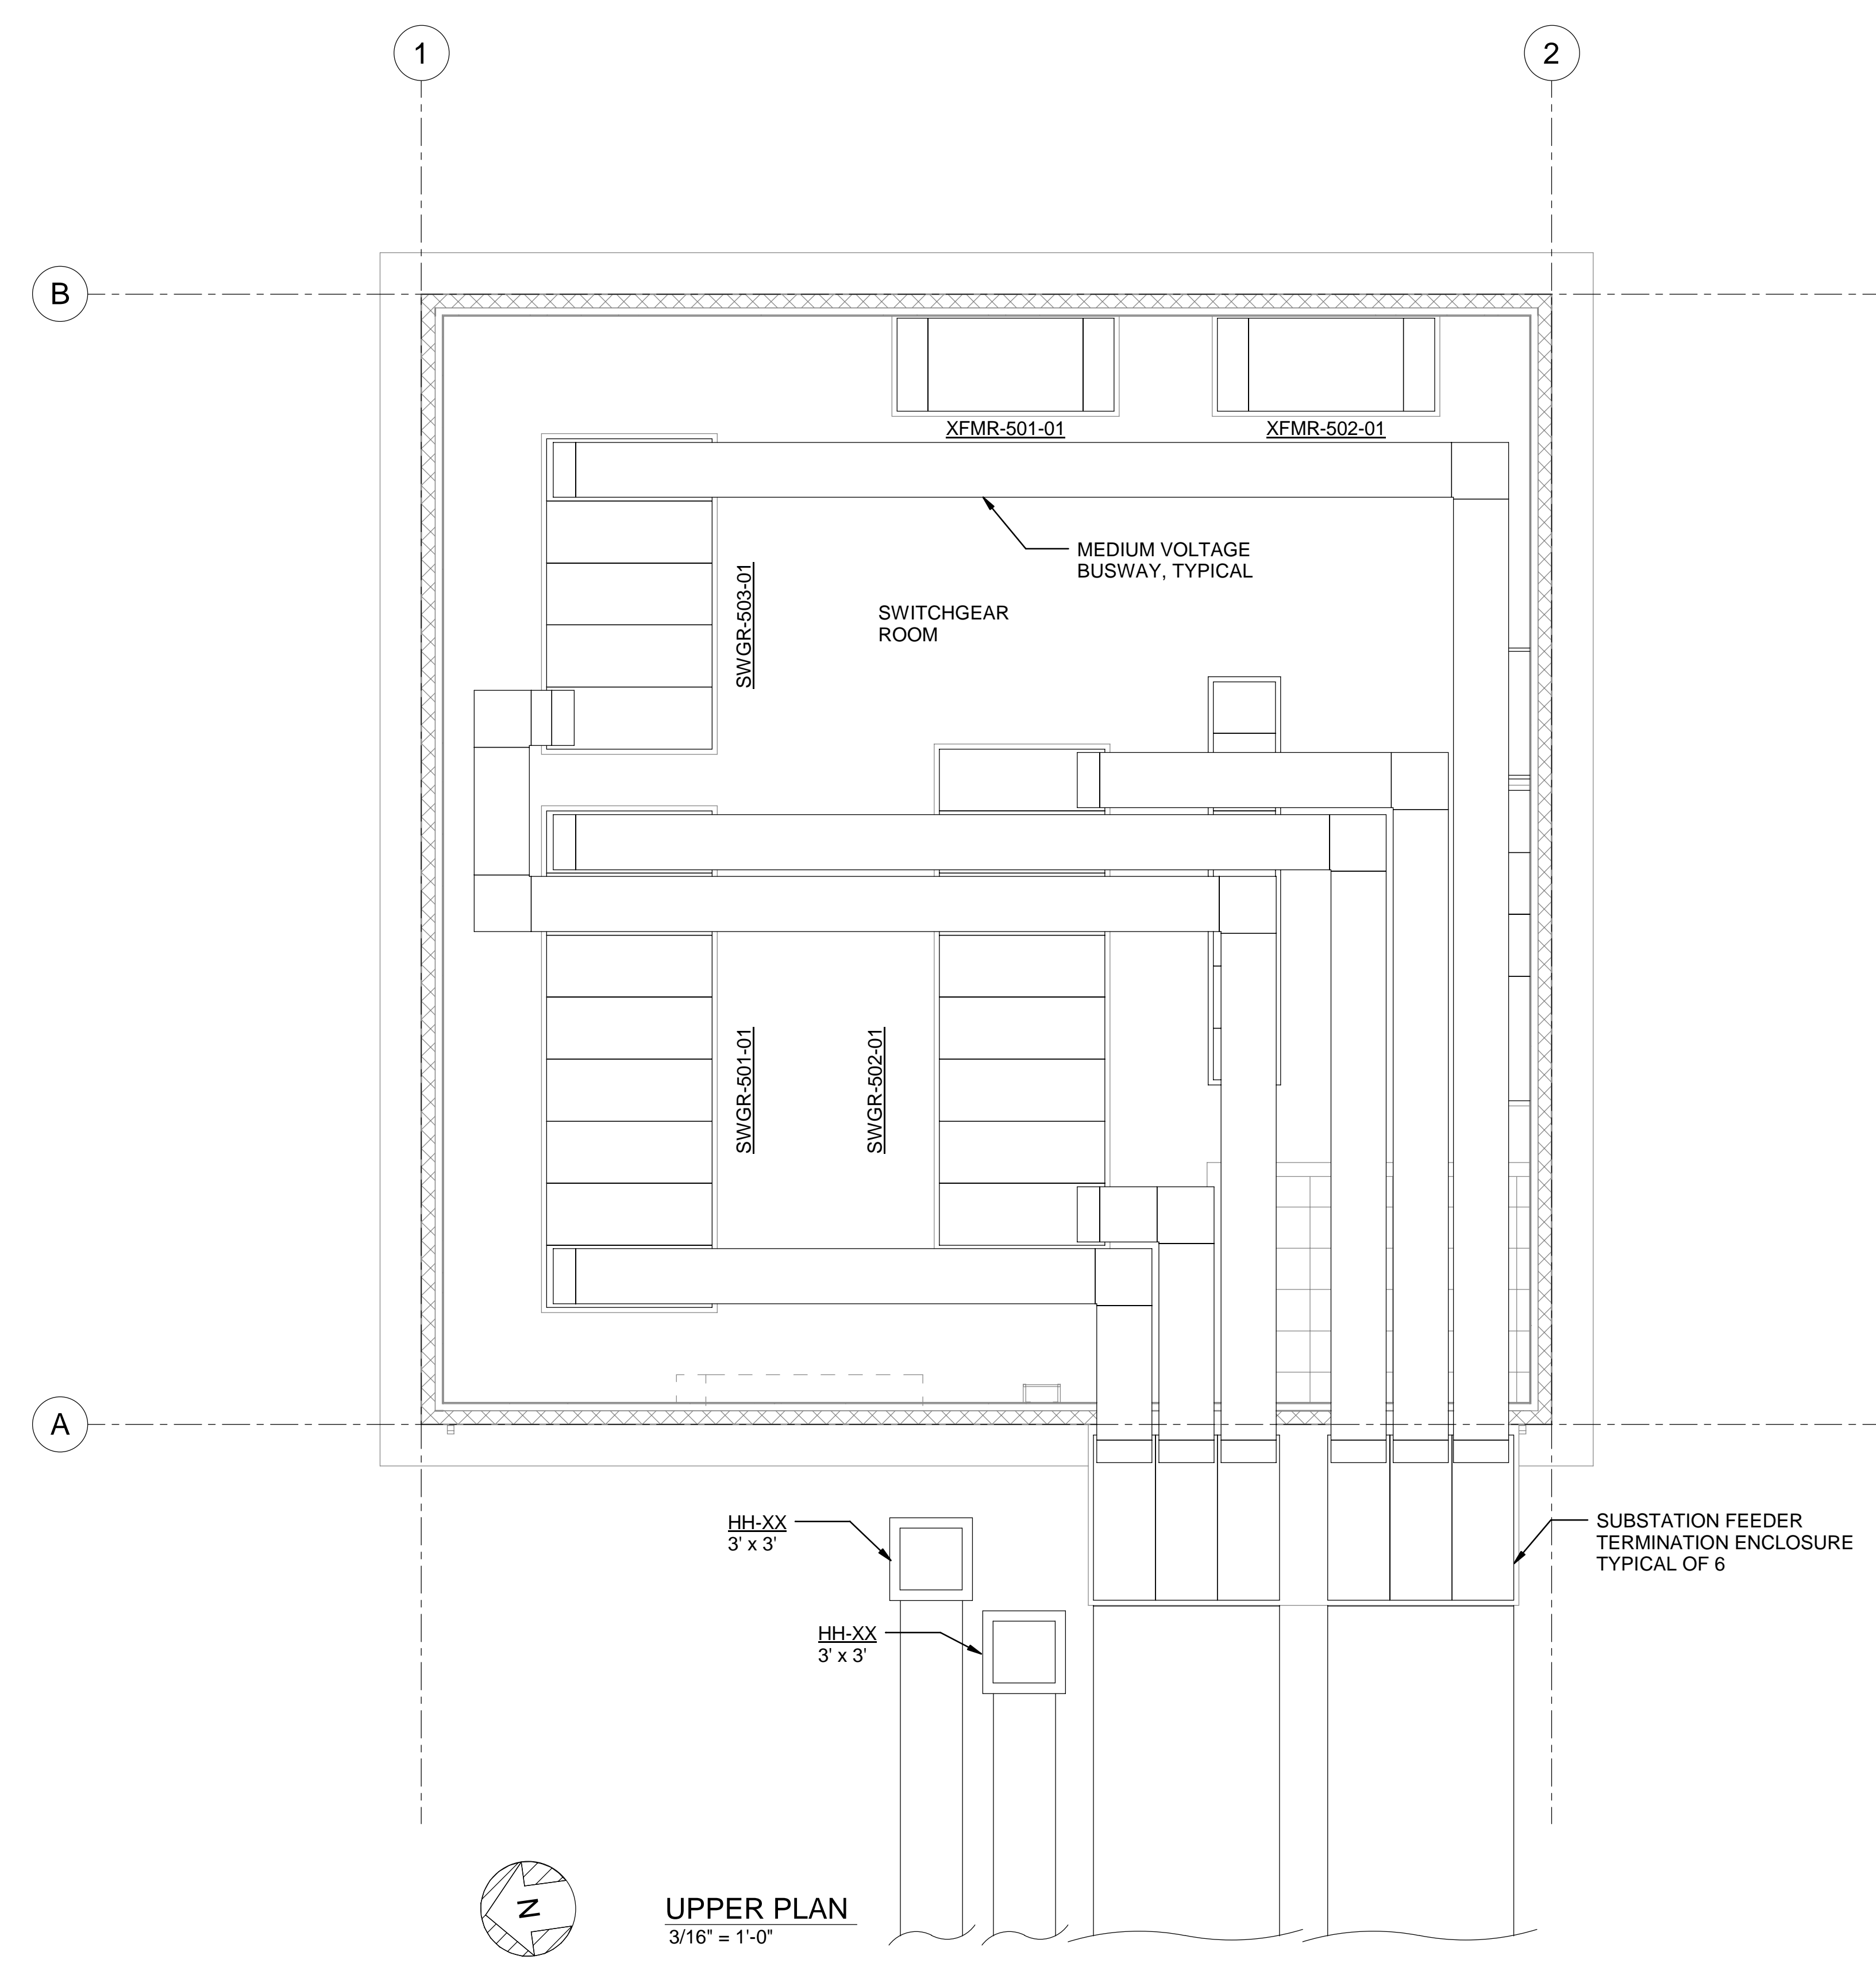 1
2
B
XFMR-501-01
XFMR-502-01
MEDIUM VOLTAGE
BUSWAY, TYPICAL
SWITCHGEAR
ROOM
SWGR-503-01
SWGR-501-01
SWGR-502-01
A
HH-XX
3' x 3'
HH-XX
3' x 3'
SUBSTATION FEEDER
TERMINATION ENCLOSURE
TYPICAL OF 6
N
UPPER PLAN
3/16" = 1'-0"